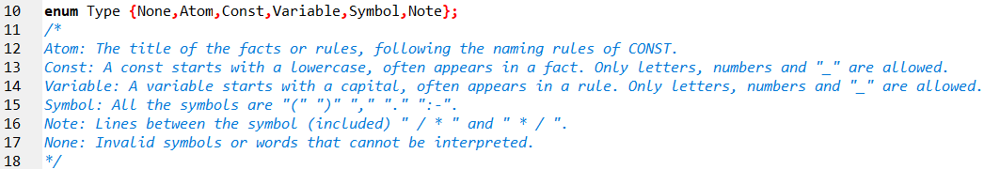 10 enum Type {None,Atom,Const,Variable,Symbol,Note};
11 /*
12 Atom: The title of the facts or rules, following the naming rules of CONST.
13 Const: A const starts with a lowercase, often appears in a fact. Only letters, numbers and "_" are allowed.
14 Variable: A variable starts with a capital, often appears in a rule. Only letters, numbers and "_" are allowed.
15 Symbol: All the symbols are "(" ")" "," "." ":-".
16 Note: Lines between the symbol (included) " / * " and " * / ".
17 None: Invalid symbols or words that cannot be interpreted.
18 */